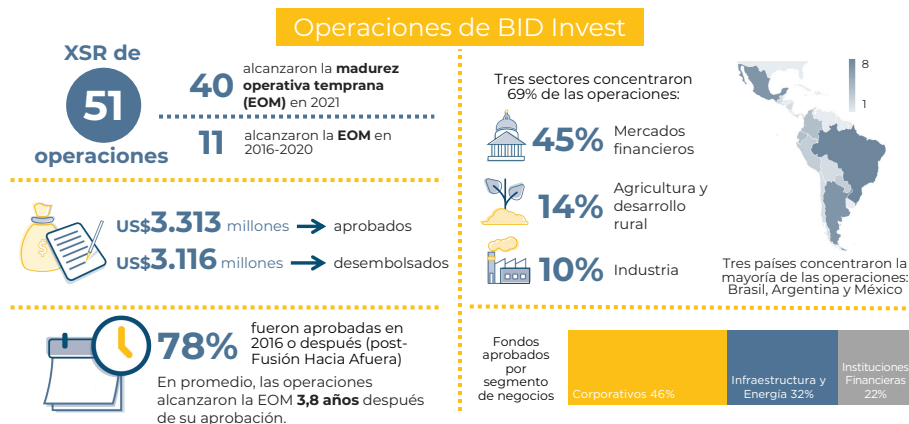 Operaciones de BID Invest
XSR de
51
operaciones
40
alcanzaron la madurez
operativa temprana
(EOM) en 2021
11
alcanzaron la EOM en
2016-2020
US$3.313 millones
aprobados
US$3.116 millones
desembolsados
78%
fueron aprobadas en
2016 o después (post-
Fusión Hacia Afuera)
En promedio, las operaciones
alcanzaron la EOM 3,8 años después
de su aprobación.
Tres sectores concentraron
69% de las operaciones:
45%
Mercados
financieros
14%
Agricultura y
desarrollo
rural
10%
Industria
8
1
Tres países concentraron la
mayoría de las operaciones:
Brasil, Argentina y México
Fondos
aprobados
por
segmento
de negocios
Corporativos 46%
Infraestructura y
Energía 32%
Instituciones
Financieras
22%